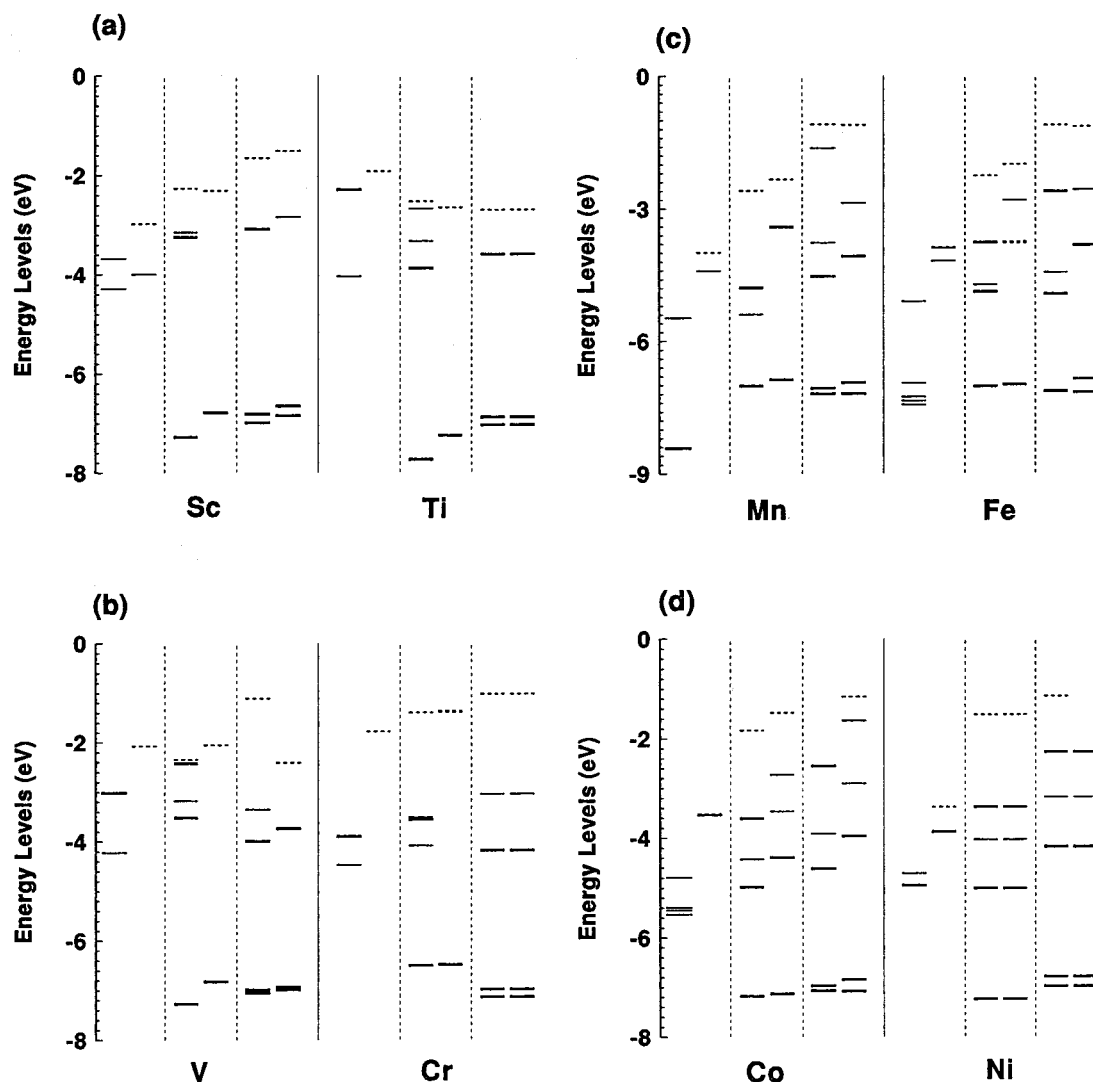 (a)
0
-2
-4
-6
-8
Energy Levels (eV)
Sc
Ti
(c)
0
-3
-6
-9
Energy Levels (eV)
Mn
Fe
(b)
0
-2
-4
-6
-8
Energy Levels (eV)
V
Cr
(d)
0
-2
-4
-6
-8
Energy Levels (eV)
Co
Ni